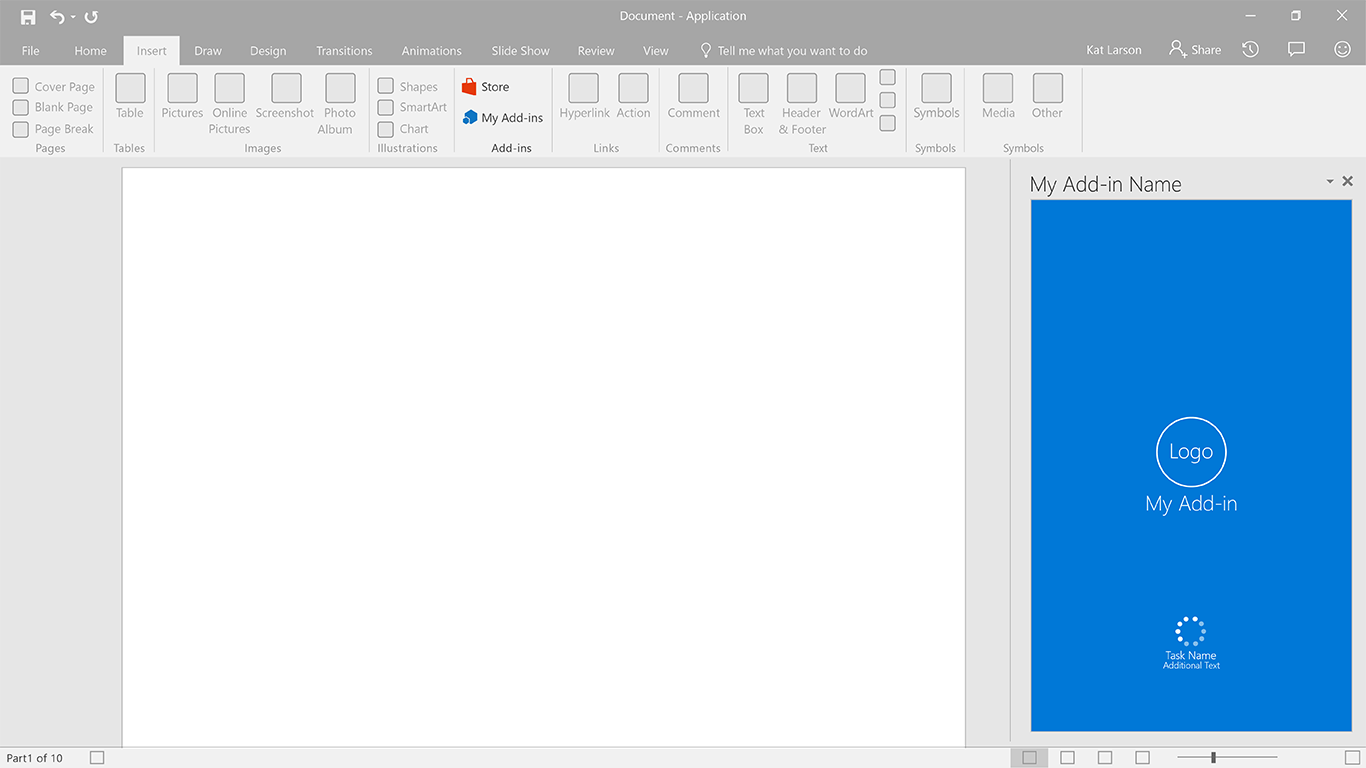 Document - Application
File Home Insert Draw Design Transitions Animations Slide Show Review View Tell me what you want to do Kat Larson Share
Cover Page
Blank Page
Page Break
Pages
Table
Tables
Pictures
Online
Pictures
Screenshot
Photo
Album
Images
Shapes
SmartArt
Chart
Illustrations
Store
My Add-ins
Add-ins
Hyperlink
Action
Links
Comment
Comments
Text
Box
Header
& Footer
WordArt
Text
Symbols
Symbols
Media
Other
Symbols
My Add-in Name
Logo
My Add-in
Task Name
Additional Text
Part1 of 10